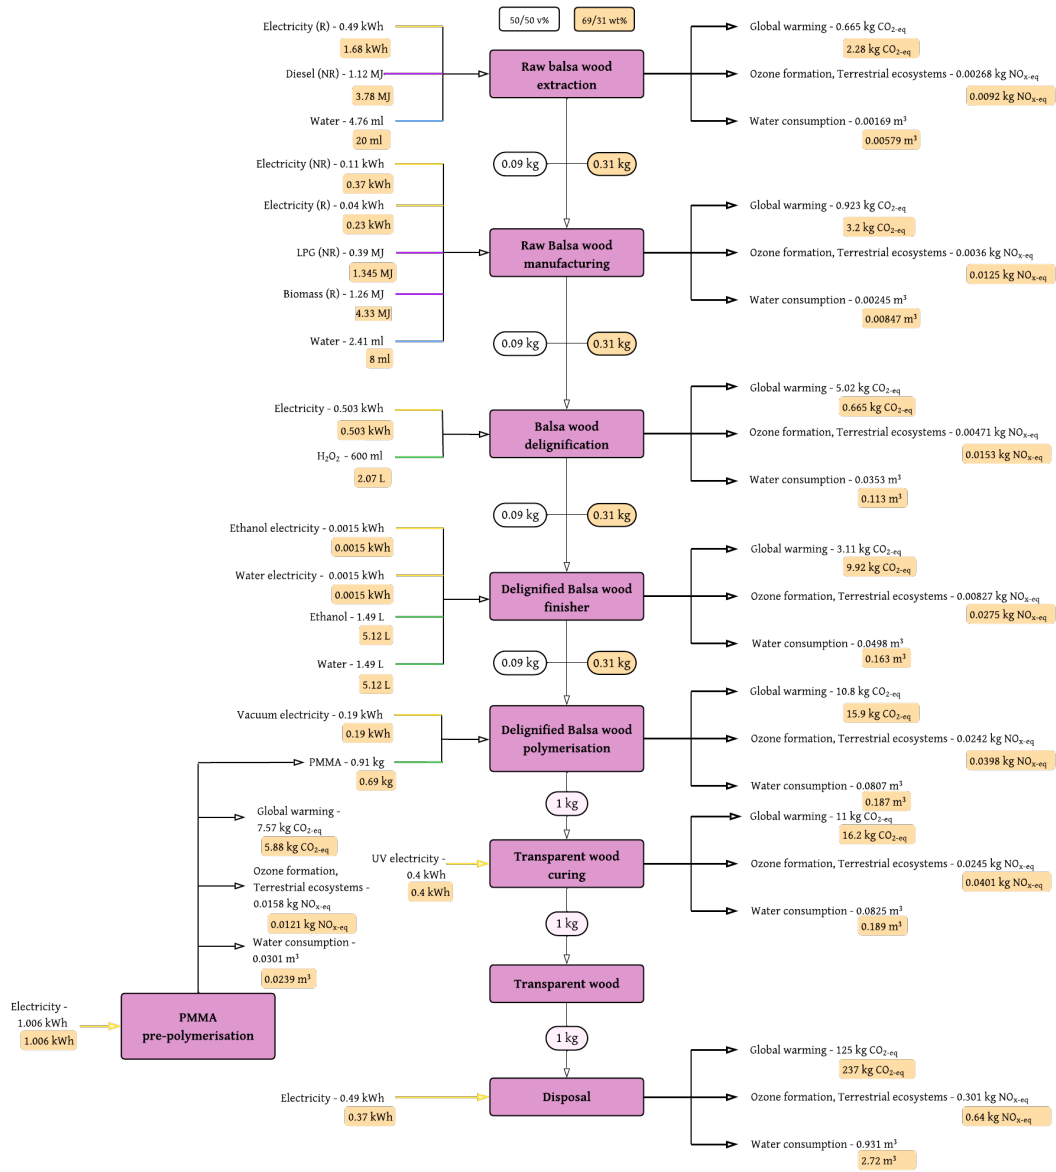 50/50 v%
69/31 wt%
Electricity (R) - 0.49 kWh
1.68 kWh
Diesel (NR) - 1.12 MJ
3.78 MJ
Water - 4.76 ml
20 ml
Raw balsa wood
extraction
Global warming - 0.665 kg CO2-eq
2.28 kg CO2-eq
Ozone formation, Terrestrial ecosystems - 0.00268 kg NOx-eq
0.0092 kg NOx-eq
Water consumption - 0.00169 m³
0.00579 m³
0.09 kg
0.31 kg
Electricity (NR) - 0.11 kWh
0.37 kWh
Electricity (R) - 0.04 kWh
0.23 kWh
LPG (NR) - 0.39 MJ
1.345 MJ
Biomass (R) - 1.26 MJ
4.33 MJ
Water - 2.41 ml
8 ml
Raw Balsa wood
manufacturing
Global warming - 0.923 kg CO2-eq
3.2 kg CO2-eq
Ozone formation, Terrestrial ecosystems - 0.0036 kg NOx-eq
0.0125 kg NOx-eq
Water consumption - 0.00245 m³
0.00847 m³
0.09 kg
0.31 kg
Electricity - 0.503 kWh
0.503 kWh
H2O2 - 600 ml
2.07 L
Balsa wood
delignification
Global warming - 5.02 kg CO2-eq
0.665 kg CO2-eq
Ozone formation, Terrestrial ecosystems - 0.00471 kg NOx-eq
0.0153 kg NOx-eq
Water consumption - 0.0353 m³
0.113 m³
0.09 kg
0.31 kg
Ethanol electricity - 0.0015 kWh
0.0015 kWh
Water electricity - 0.0015 kWh
0.0015 kWh
Ethanol - 1.49 L
5.12 L
Water - 1.49 L
5.12 L
Delignified Balsa wood
finisher
Global warming - 3.11 kg CO2-eq
9.92 kg CO2-eq
Ozone formation, Terrestrial ecosystems - 0.00827 kg NOx-eq
0.0275 kg NOx-eq
Water consumption - 0.0498 m³
0.163 m³
0.09 kg
0.31 kg
Vacuum electricity - 0.19 kWh
0.19 kWh
PMMA - 0.91 kg
0.69 kg
Delignified Balsa wood
polymerisation
Global warming - 10.8 kg CO2-eq
15.9 kg CO2-eq
Ozone formation, Terrestrial ecosystems - 0.0242 kg NOx-eq
0.0398 kg NOx-eq
Water consumption - 0.0807 m³
0.187 m³
1 kg
Global warming -
7.57 kg CO2-eq
5.88 kg CO2-eq
Ozone formation,
Terrestrial ecosystems -
0.0158 kg NOx-eq
0.0121 kg NOx-eq
Water consumption -
0.0301 m³
0.0239 m³
UV electricity -
0.4 kWh
0.4 kWh
Transparent wood
curing
Global warming - 11 kg CO2-eq
16.2 kg CO2-eq
Ozone formation, Terrestrial ecosystems - 0.0245 kg NOx-eq
0.0401 kg NOx-eq
Water consumption - 0.0825 m³
0.189 m³
1 kg
Transparent wood
Electricity -
1.006 kWh
1.006 kWh
PMMA
pre-polymerisation
1 kg
Electricity - 0.49 kWh
0.37 kWh
Disposal
Global warming - 125 kg CO2-eq
237 kg CO2-eq
Ozone formation, Terrestrial ecosystems - 0.301 kg NOx-eq
0.64 kg NOx-eq
Water consumption - 0.931 m³
2.72 m³